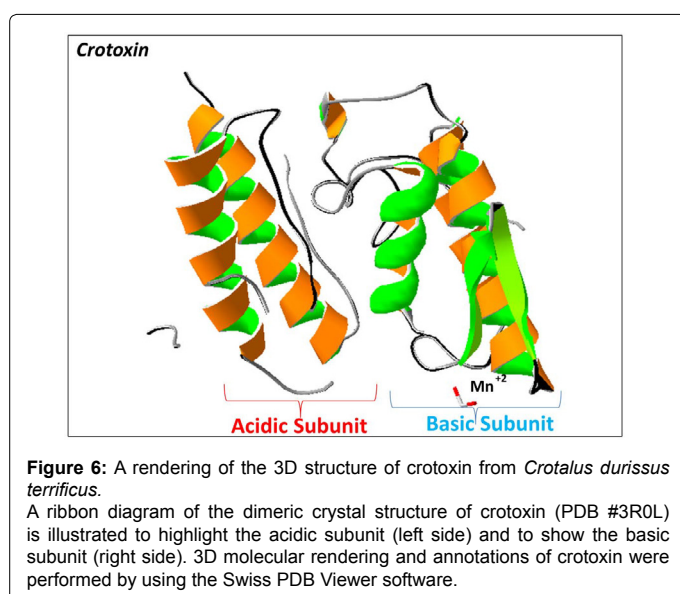 Crotoxin
Mn+2
Acidic Subunit
Basic Subunit
Figure 6: A rendering of the 3D structure of crotoxin from Crotalus durissus
terrificus.
A ribbon diagram of the dimeric crystal structure of crotoxin (PDB #3R0L)
is illustrated to highlight the acidic subunit (left side) and to show the basic
subunit (right side). 3D molecular rendering and annotations of crotoxin were
performed by using the Swiss PDB Viewer software.